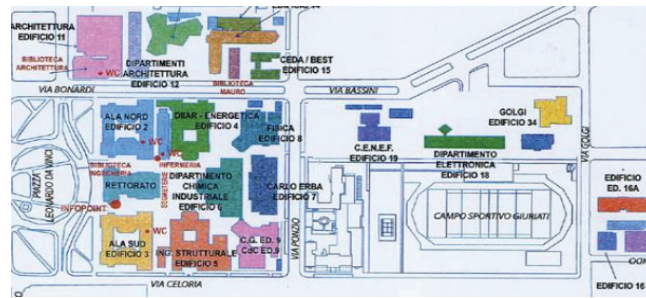 ARCHITETTURA
EDIFICIO 11
BIBLIOTECA
ARCHITETTURA
WC
DIPARTIMENTI
ARCHITETTURA
EDIFICIO 12
BIBLIOTECA
MAURO
CEDA / BEST
EDIFICIO 15
VIA BONARDI
VIA BASSINI
ALA NORD
EDIFICIO 2
WC
WC
INFERMERIA
DIIAR - ENERGETICA
EDIFICIO 4
FISICA
EDIFICIO 8
C.E.N.E.F.
EDIFICIO 19
GOLGI
EDIFICIO 34
DIPARTIMENTO
ELETTRONICA
EDIFICIO 18
VIA GOLGI
PIAZZA
LEONARDO DA VINCI
BIBLIOTECA
INGEGNERIA
RETTORATO
SEGRETERIE
DIPARTIMENTO
CHIMICA
INDUSTRIALE
EDIFICIO 6
CARLO ERBA
EDIFICIO 7
EDIFICIO
ED. 16A
INFOPOINT
CAMPO SPORTIVO GIURIATI
ALA SUD
EDIFICIO 3
WC
ING. STRUTTURALE
EDIFICIO 5
C.G. ED. 9
CdC ED.9
VIA PONZIO
VIA CELORIA
EDIFICIO 16